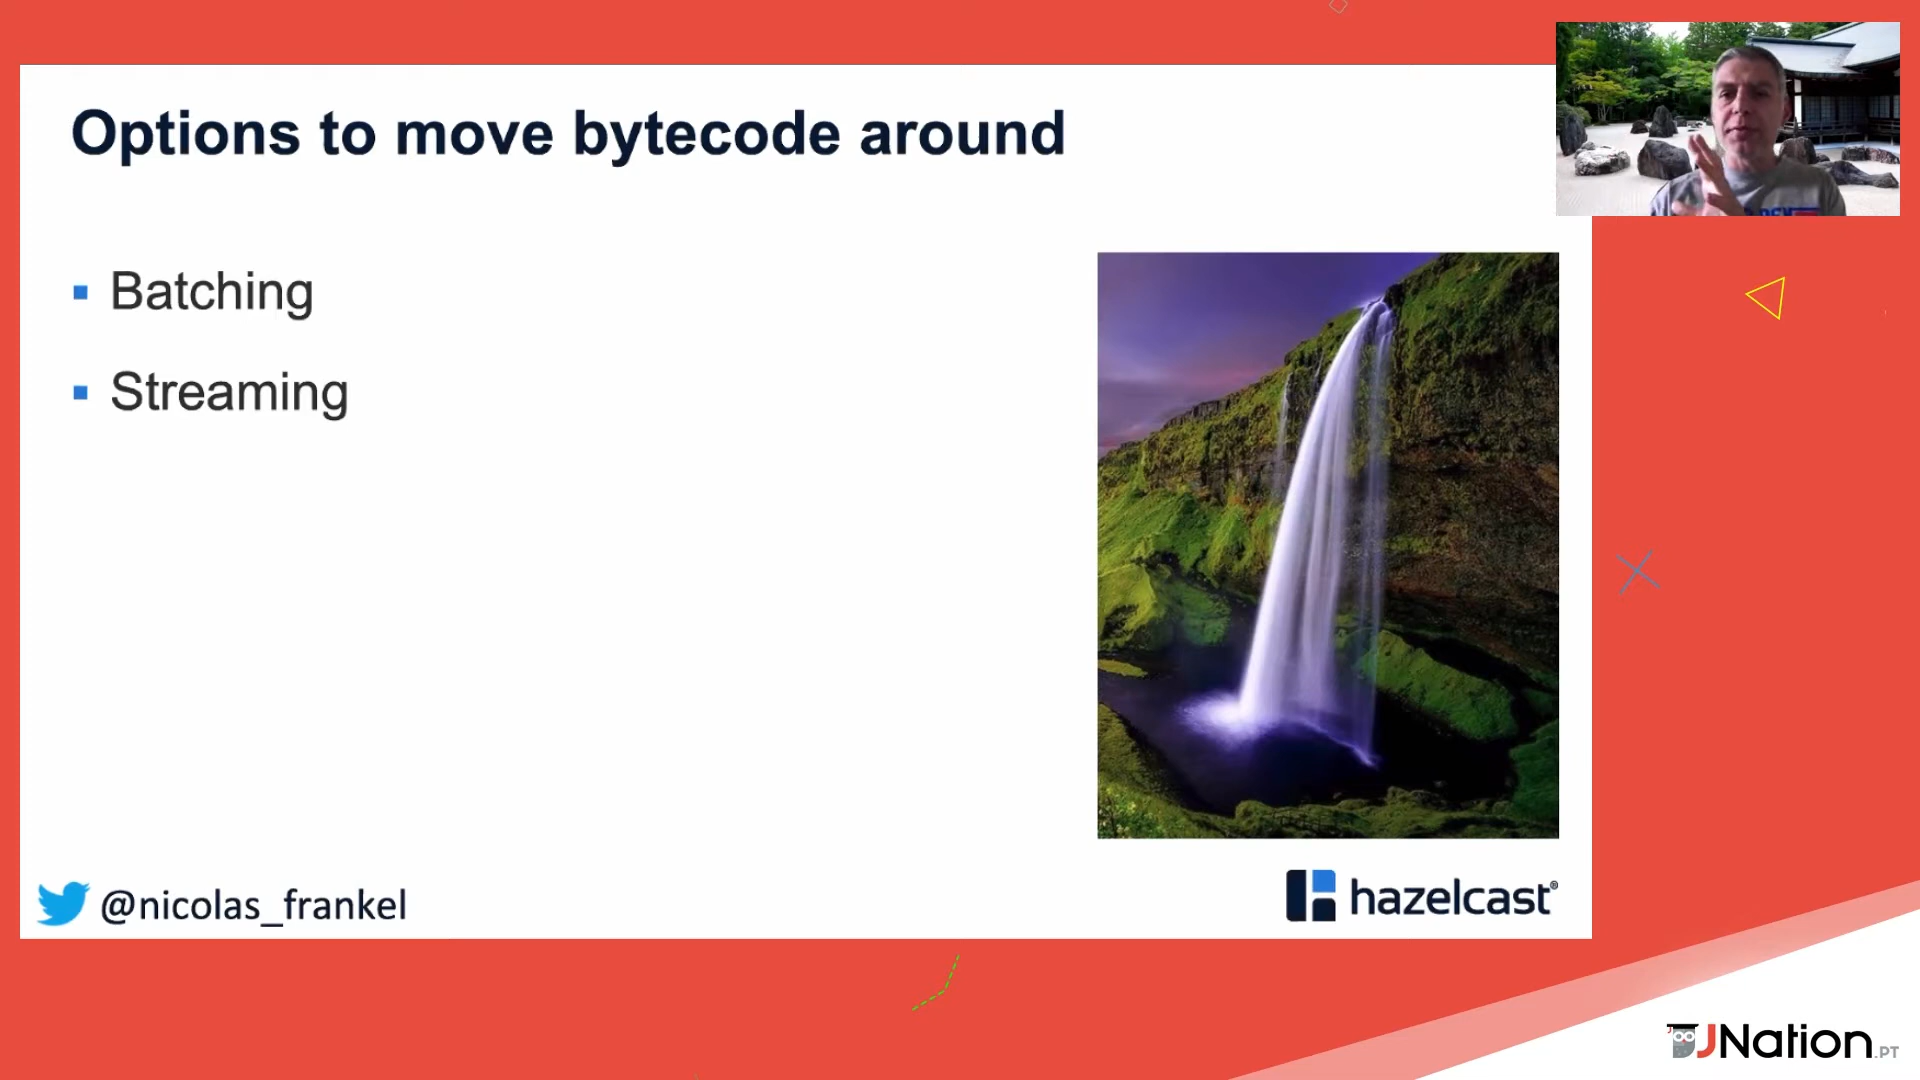 Options to move bytecode around
Batching
Streaming
@nicolas_frankel
hazelcast®
JNation.PT